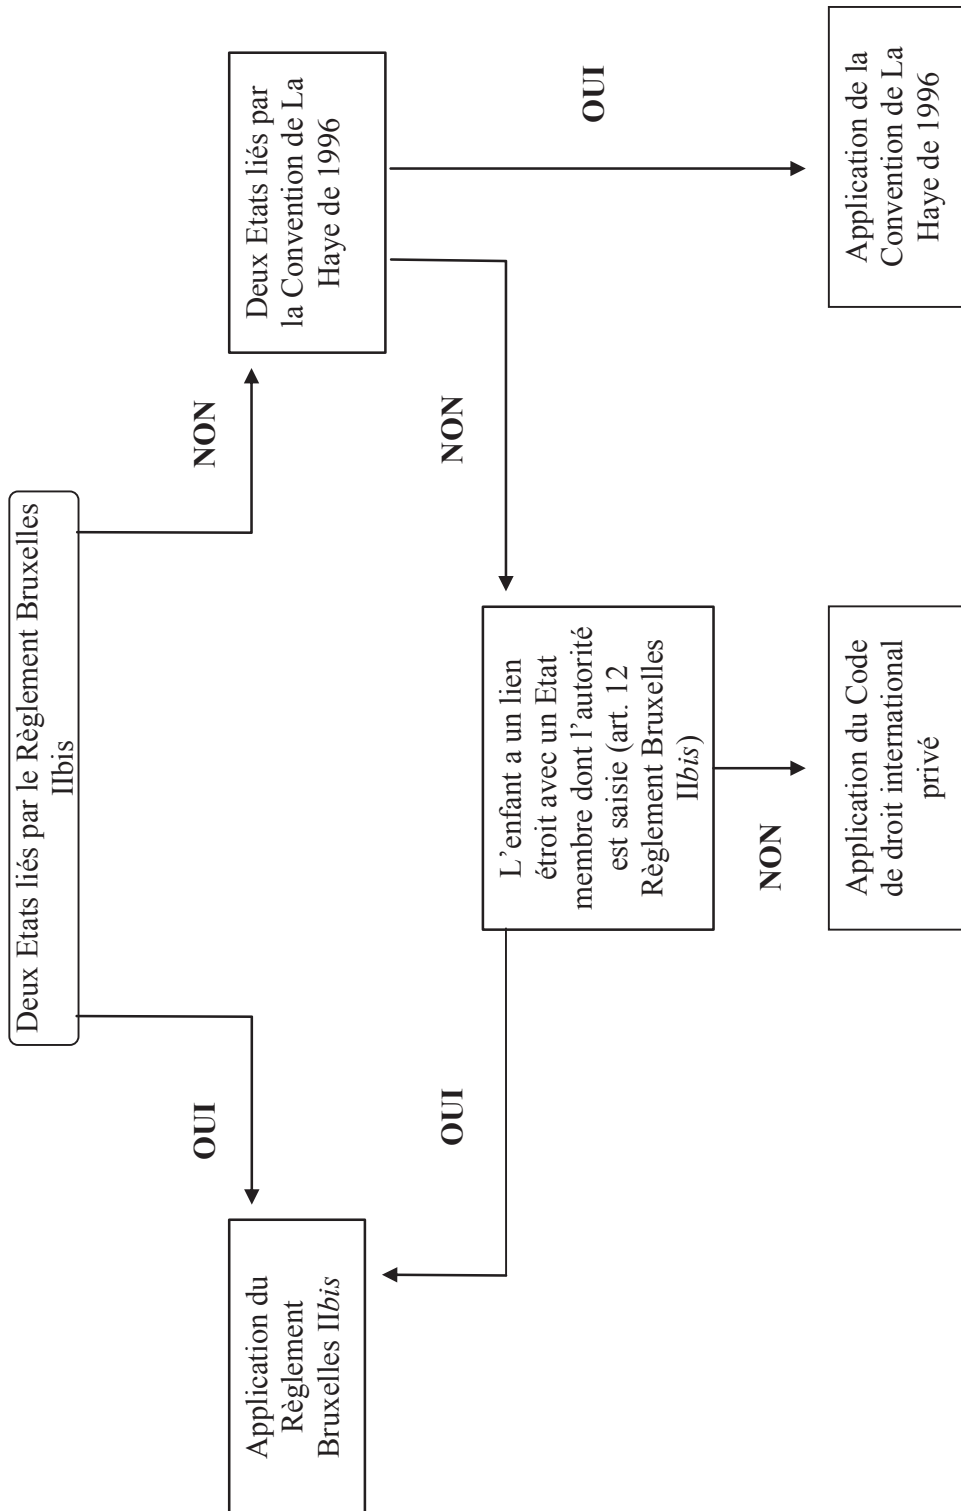 Deux Etats liés par le Règlement Bruxelles
IIbis
OUI
NON
Application du
Règlement
Bruxelles IIbis
Deux Etats liés par
la Convention de La
Haye de 1996
OUI
NON
OUI
L'enfant a un lien
étroit avec un Etat
membre dont l'autorité
est saisie (art. 12
Règlement Bruxelles
IIbis)
NON
Application du Code
de droit international
privé
Application de la
Convention de La
Haye de 1996